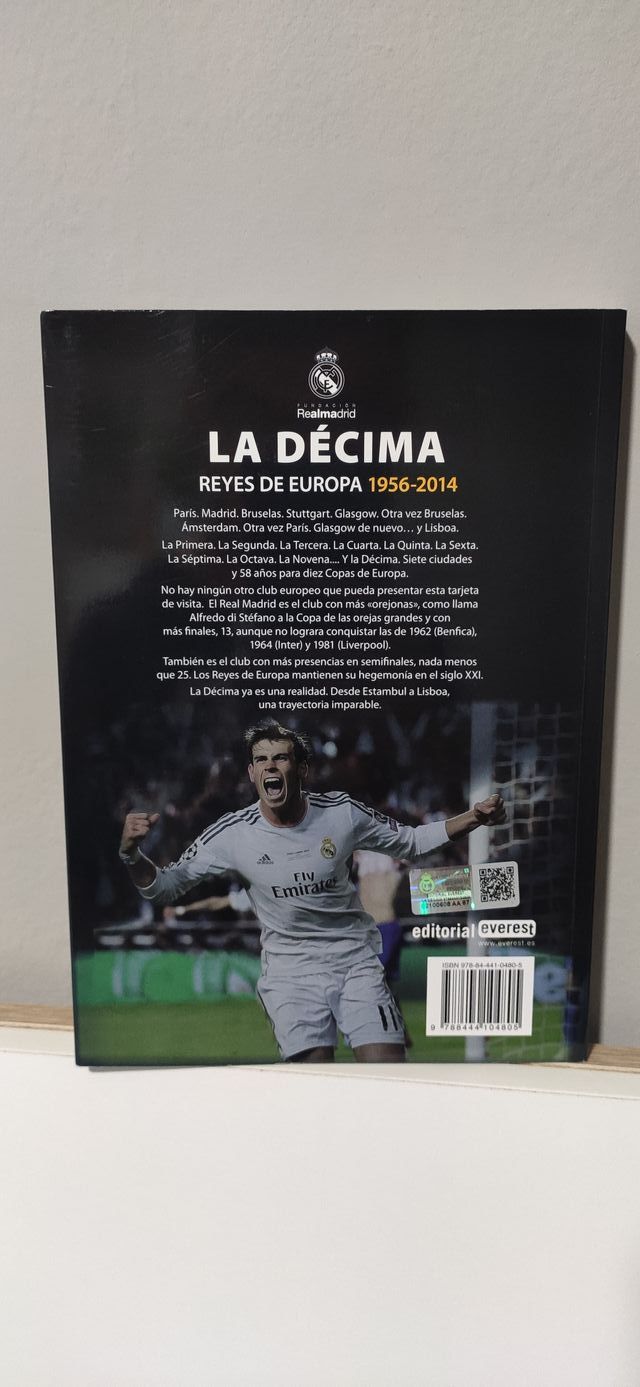 FUNDACIÓN
Realmadrid
LA DÉCIMA
REYES DE EUROPA 1956-2014
París. Madrid. Bruselas. Stuttgart. Glasgow. Otra vez Bruselas.
Ámsterdam. Otra vez París. Glasgow de nuevo… y Lisboa.
La Primera. La Segunda. La Tercera. La Cuarta. La Quinta. La Sexta.
La Séptima. La Octava. La Novena.... Y la Décima. Siete ciudades
y 58 años para diez Copas de Europa.
No hay ningún otro club europeo que pueda presentar esta tarjeta
de visita. El Real Madrid es el club con más «orejonas», como llama
Alfredo di Stéfano a la Copa de las orejas grandes y con
más finales, 13, aunque no lograra conquistar las de 1962 (Benfica),
1964 (Inter) y 1981 (Liverpool).
También es el club con más presencias en semifinales, nada menos
que 25. Los Reyes de Europa mantienen su hegemonía en el siglo XXI.
La Décima ya es una realidad. Desde Estambul a Lisboa,
una trayectoria imparable.
adidas
Fly
Emirates
11
2100608 AA 87
editorial everest
www.everest.es
ISBN 978-84-441-0480-5
9 788444 104805